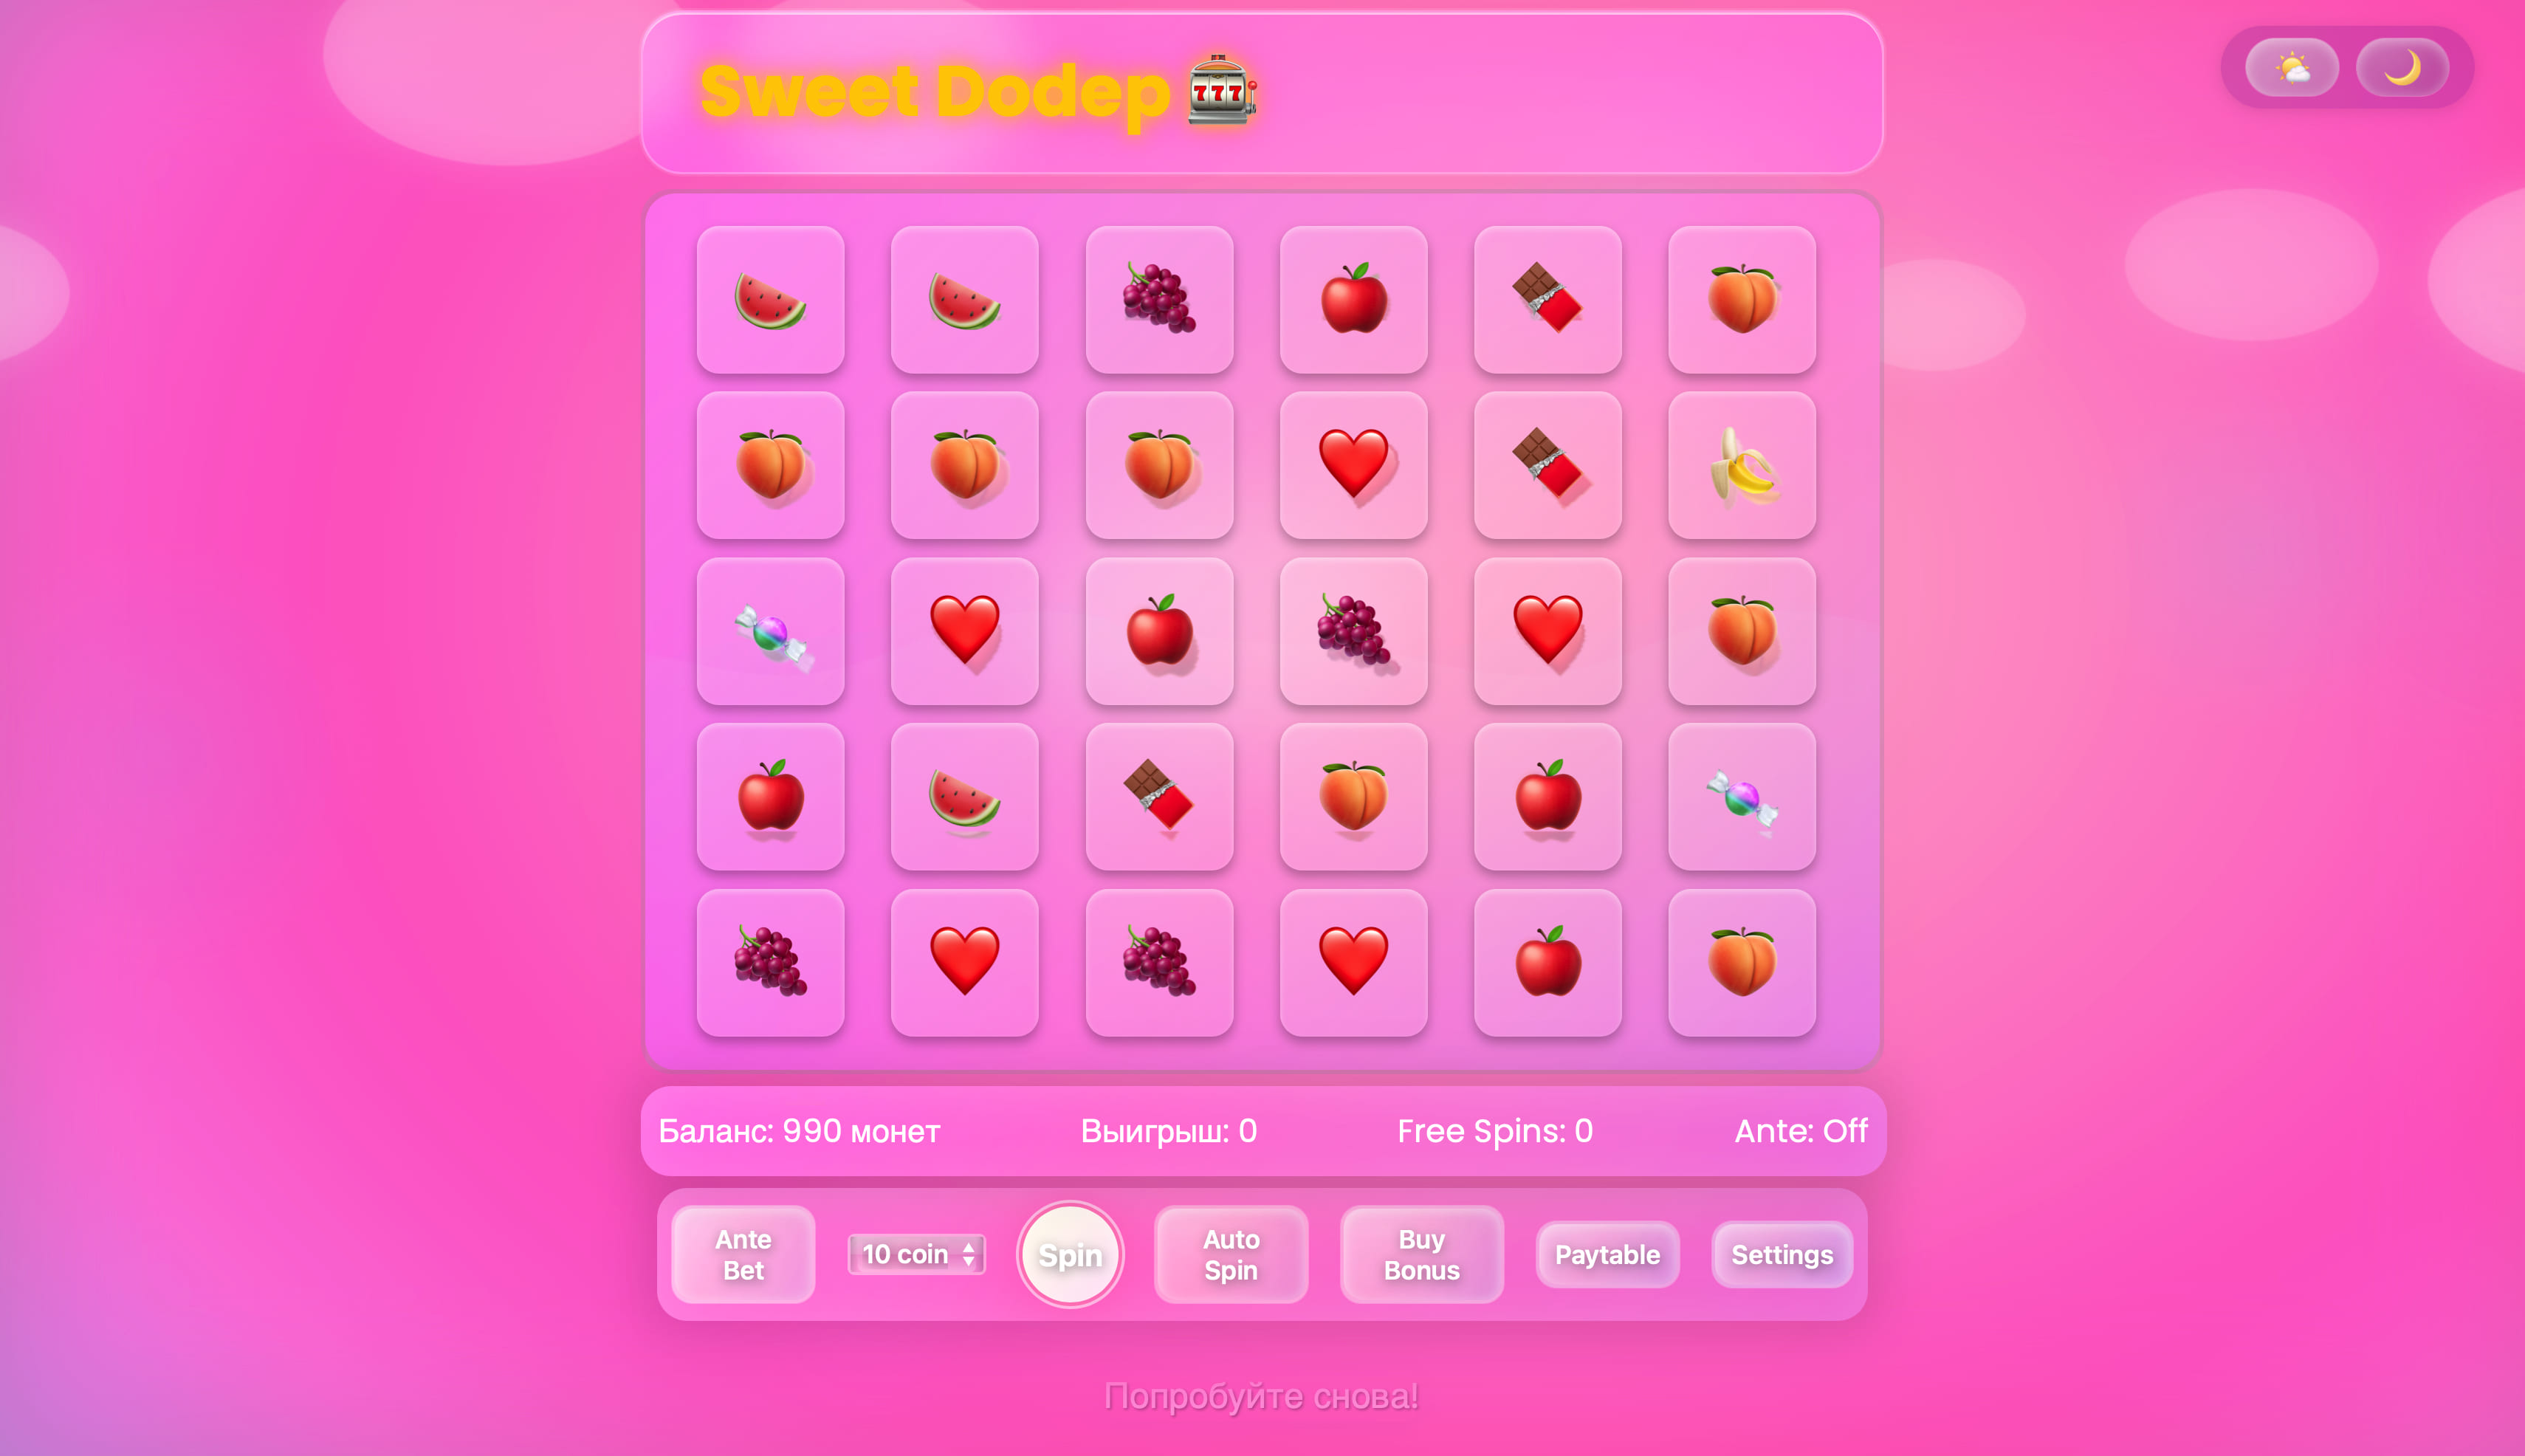 Sweet Dodep
777
Баланс: 990 монет
Выигрыш: 0
Free Spins: 0
Ante: Off
Ante
Bet
10 coin
Spin
Auto
Spin
Buy
Bonus
Paytable
Settings
Попробуйте снова!